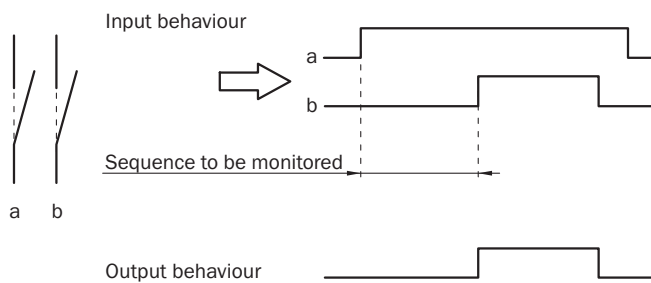 Input behaviour
a
b
Sequence to be monitored
a b
Output behaviour